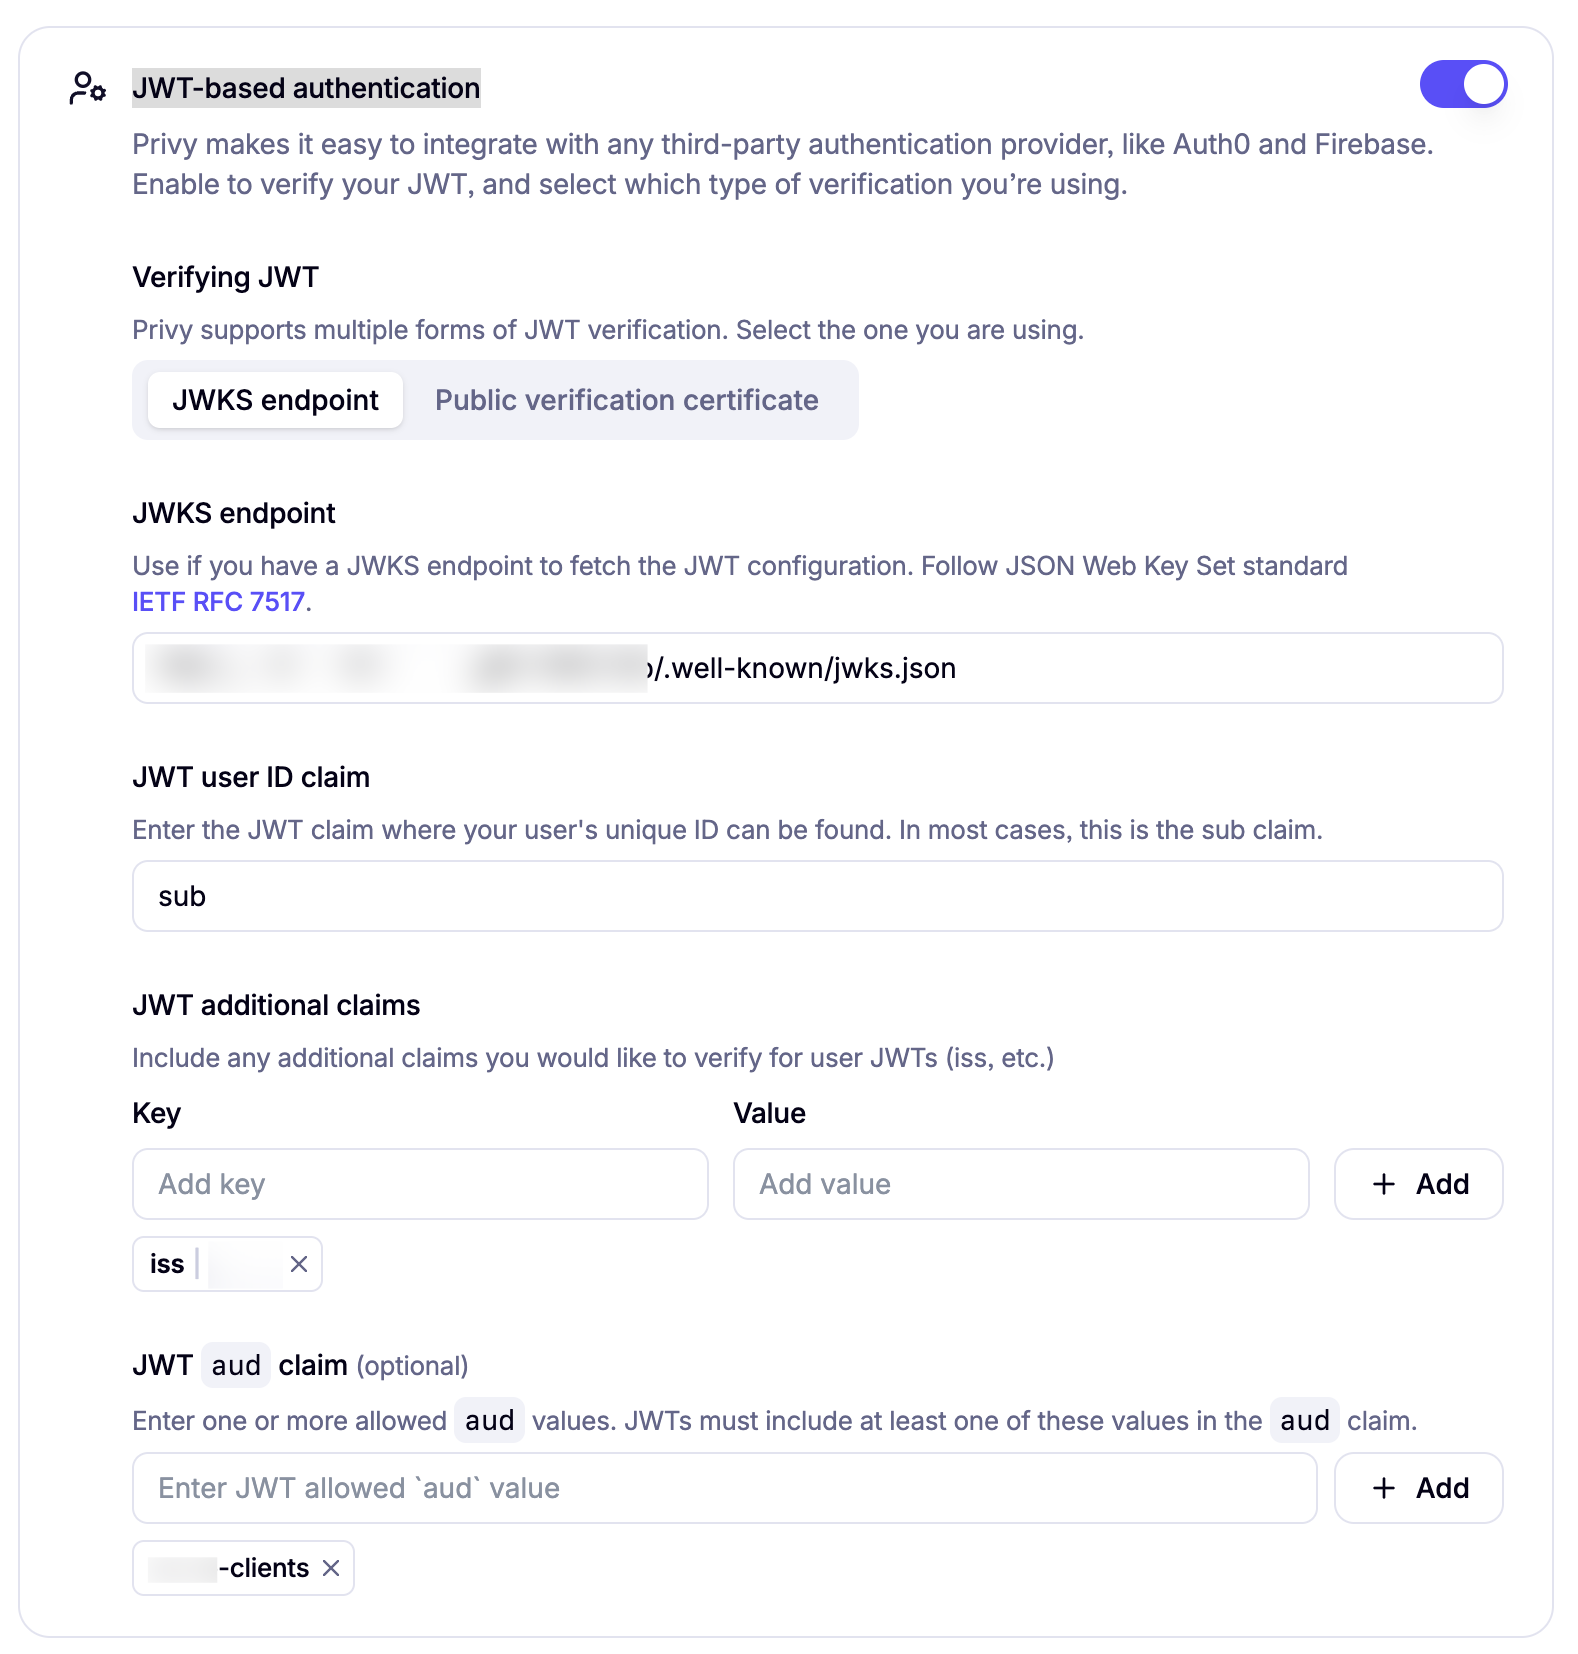 JWT-based authentication
Privy makes it easy to integrate with any third-party authentication provider, like Auth0 and Firebase.
Enable to verify your JWT, and select which type of verification you’re using.
Verifying JWT
Privy supports multiple forms of JWT verification. Select the one you are using.
JWKS endpoint Public verification certificate
JWKS endpoint
Use if you have a JWKS endpoint to fetch the JWT configuration. Follow JSON Web Key Set standard
IETF RFC 7517.
/.well-known/jwks.json
JWT user ID claim
Enter the JWT claim where your user's unique ID can be found. In most cases, this is the sub claim.
sub
JWT additional claims
Include any additional claims you would like to verify for user JWTs (iss, etc.)
Key Value
Add key Add value + Add
iss
JWT aud claim (optional)
Enter one or more allowed aud values. JWTs must include at least one of these values in the aud claim.
Enter JWT allowed `aud` value + Add
-clients